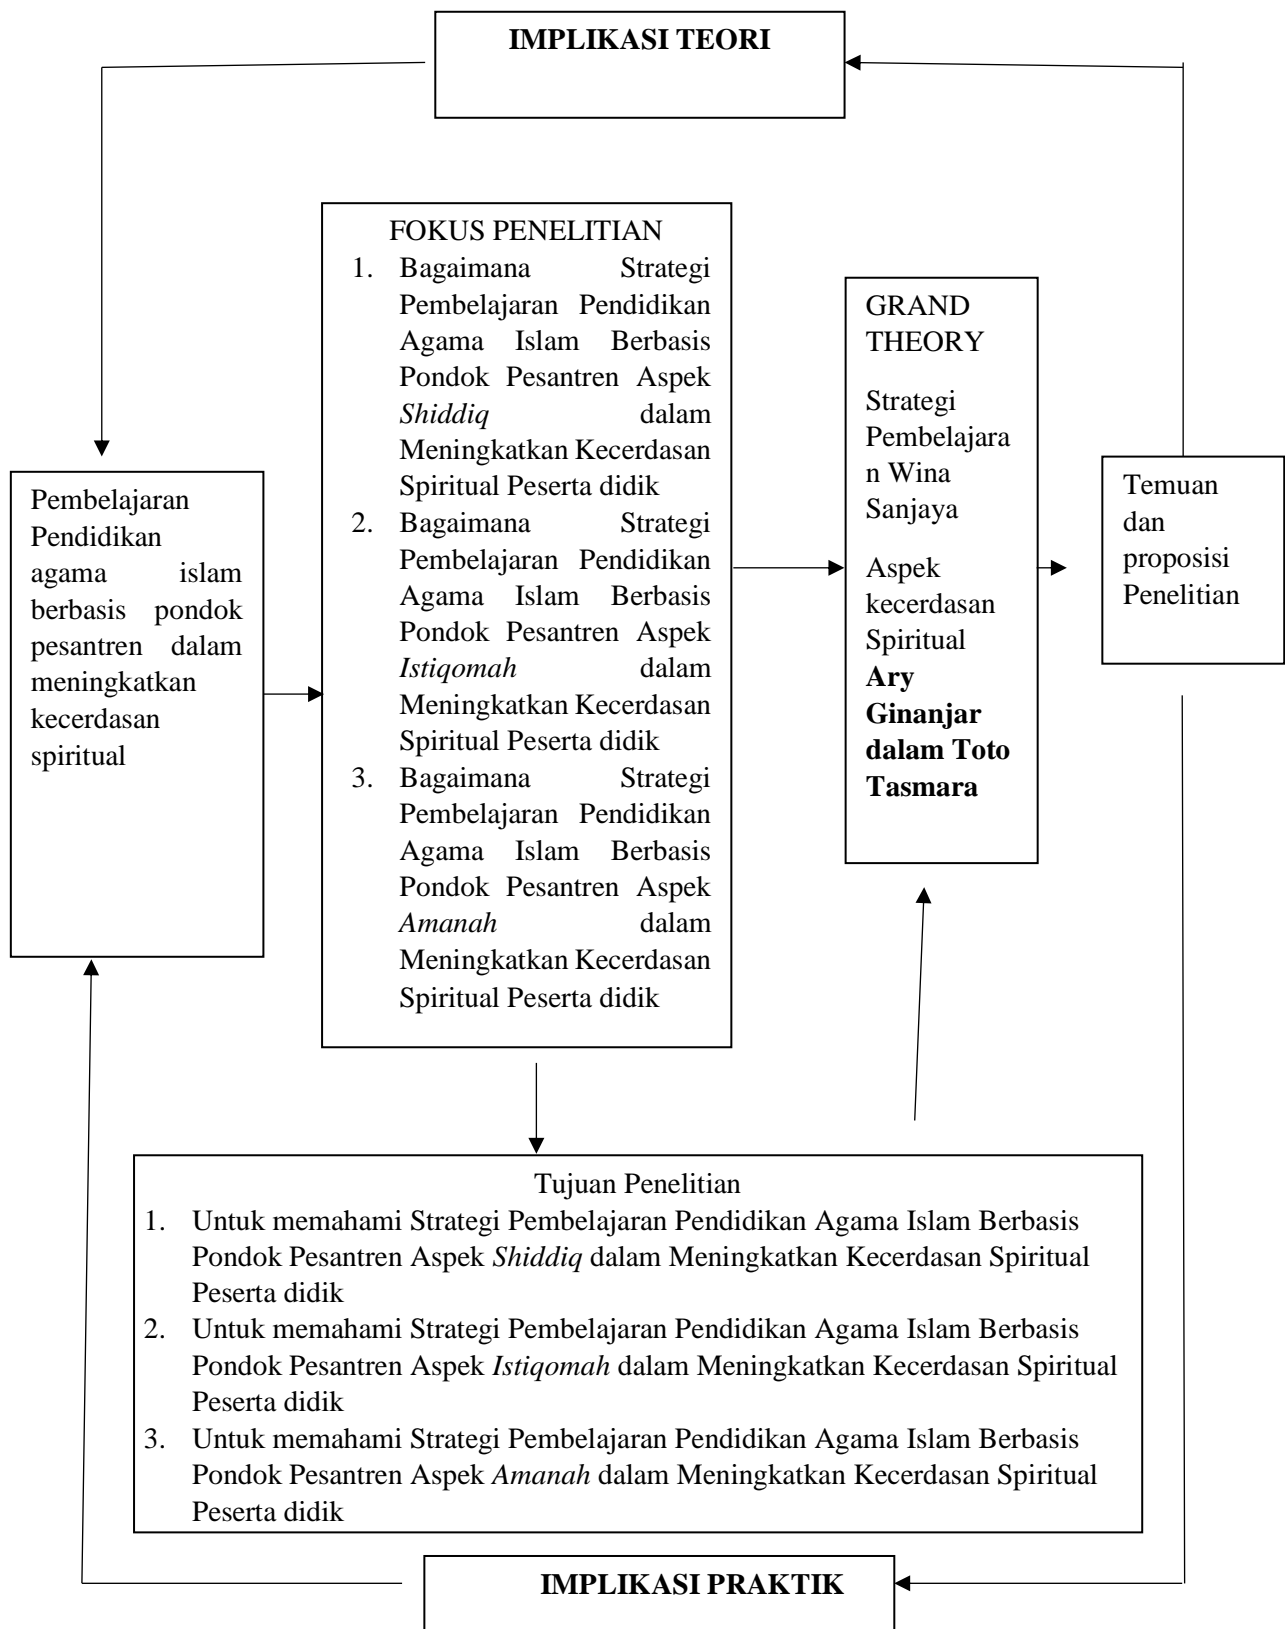 IMPLIKASI TEORI
FOKUS PENELITIAN
1. Bagaimana Strategi
Pembelajaran Pendidikan
Agama Islam Berbasis
Pondok Pesantren Aspek
Shiddiq dalam
Meningkatkan Kecerdasan
Spiritual Peserta didik
2. Bagaimana Strategi
Pembelajaran Pendidikan
Agama Islam Berbasis
Pondok Pesantren Aspek
Istiqomah dalam
Meningkatkan Kecerdasan
Spiritual Peserta didik
3. Bagaimana Strategi
Pembelajaran Pendidikan
Agama Islam Berbasis
Pondok Pesantren Aspek
Amanah dalam
Meningkatkan Kecerdasan
Spiritual Peserta didik
GRAND
THEORY
Strategi
Pembelajara
n Wina
Sanjaya
Aspek
kecerdasan
Spiritual
Ary
Ginanjar
dalam Toto
Tasmara
Temuan
dan
proposisi
Penelitian
Pembelajaran
Pendidikan
agama islam
berbasis pondok
pesantren dalam
meningkatkan
kecerdasan
spiritual
Tujuan Penelitian
1. Untuk memahami Strategi Pembelajaran Pendidikan Agama Islam Berbasis
Pondok Pesantren Aspek Shiddiq dalam Meningkatkan Kecerdasan Spiritual
Peserta didik
2. Untuk memahami Strategi Pembelajaran Pendidikan Agama Islam Berbasis
Pondok Pesantren Aspek Istiqomah dalam Meningkatkan Kecerdasan Spiritual
Peserta didik
3. Untuk memahami Strategi Pembelajaran Pendidikan Agama Islam Berbasis
Pondok Pesantren Aspek Amanah dalam Meningkatkan Kecerdasan Spiritual
Peserta didik
IMPLIKASI PRAKTIK